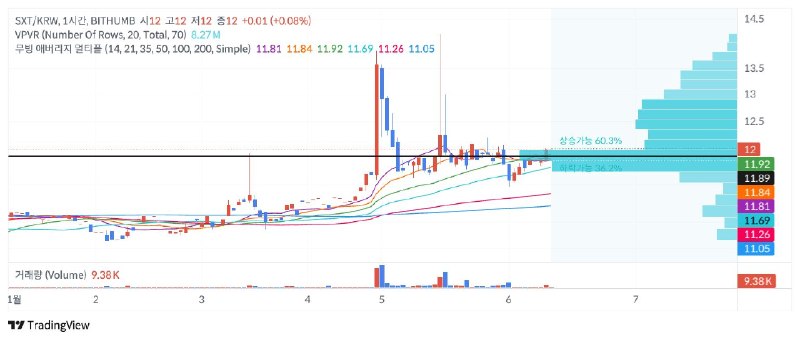 SXT/KRW, 1시간, BITHUMB 시12 고12 저12 종12 +0.01 (+0.08%)
VPVR (Number Of Rows, 20, Total, 70) 8.27M
무빙 애버리지 멀티플 (14, 21, 35, 50, 100, 200, Simple) 11.81 11.84 11.92 11.69 11.26 11.05
14.5
13.5
12.5
상승가능 60.3%
12
11.92
하락가능 36.2%
11.89
11.84
11.81
11.69
11.26
11.05
거래량 (Volume) 9.38K
9.38K
1월 2 3 4 5 6 7
TradingView